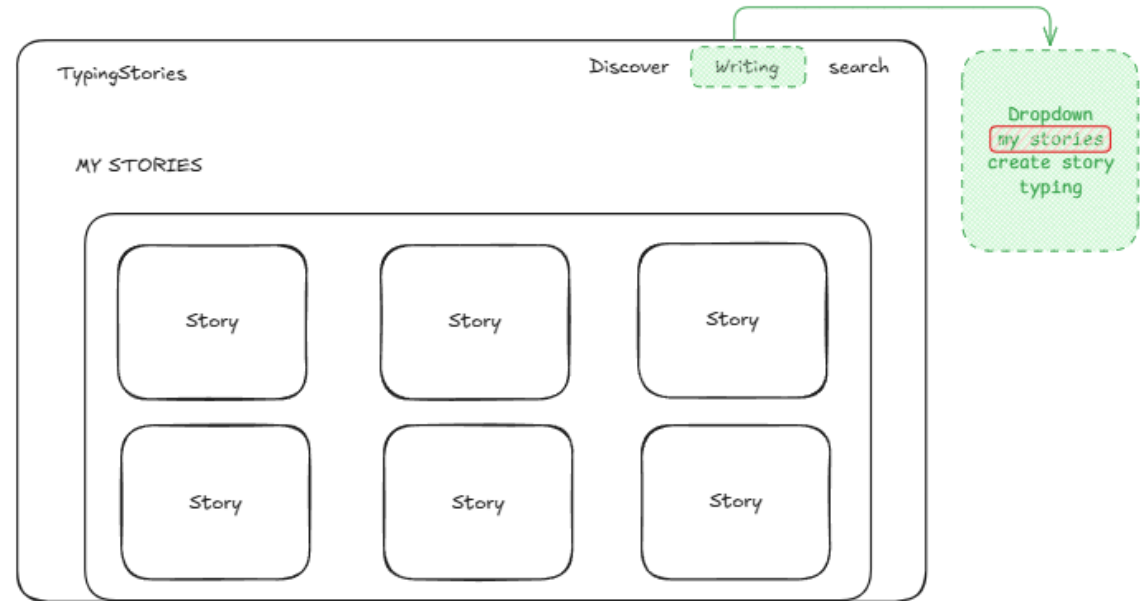 TypingStories
Discover
Writing
search
Dropdown
my stories
create story
typing
MY STORIES
Story
Story
Story
Story
Story
Story